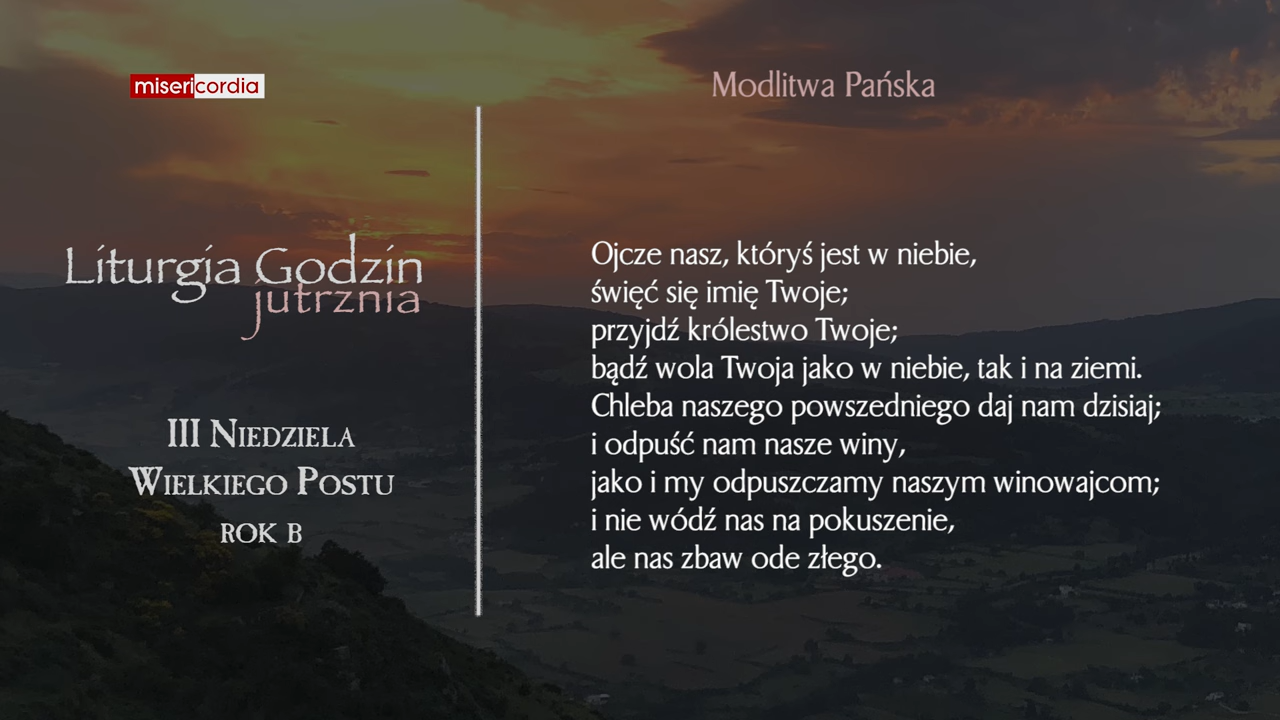 misericordia
Liturgia Godzin
jutrznia
III Niedziela
Wielkiego Postu
rok B
Modlitwa Pańska
Ojcze nasz, któryś jest w niebie,
święć się imię Twoje;
przyjdź królestwo Twoje;
bądź wola Twoja jako w niebie, tak i na ziemi.
Chleba naszego powszedniego daj nam dzisiaj;
i odpuść nam nasze winy,
jako i my odpuszczamy naszym winowajcom;
i nie wódź nas na pokuszenie,
ale nas zbaw ode złego.